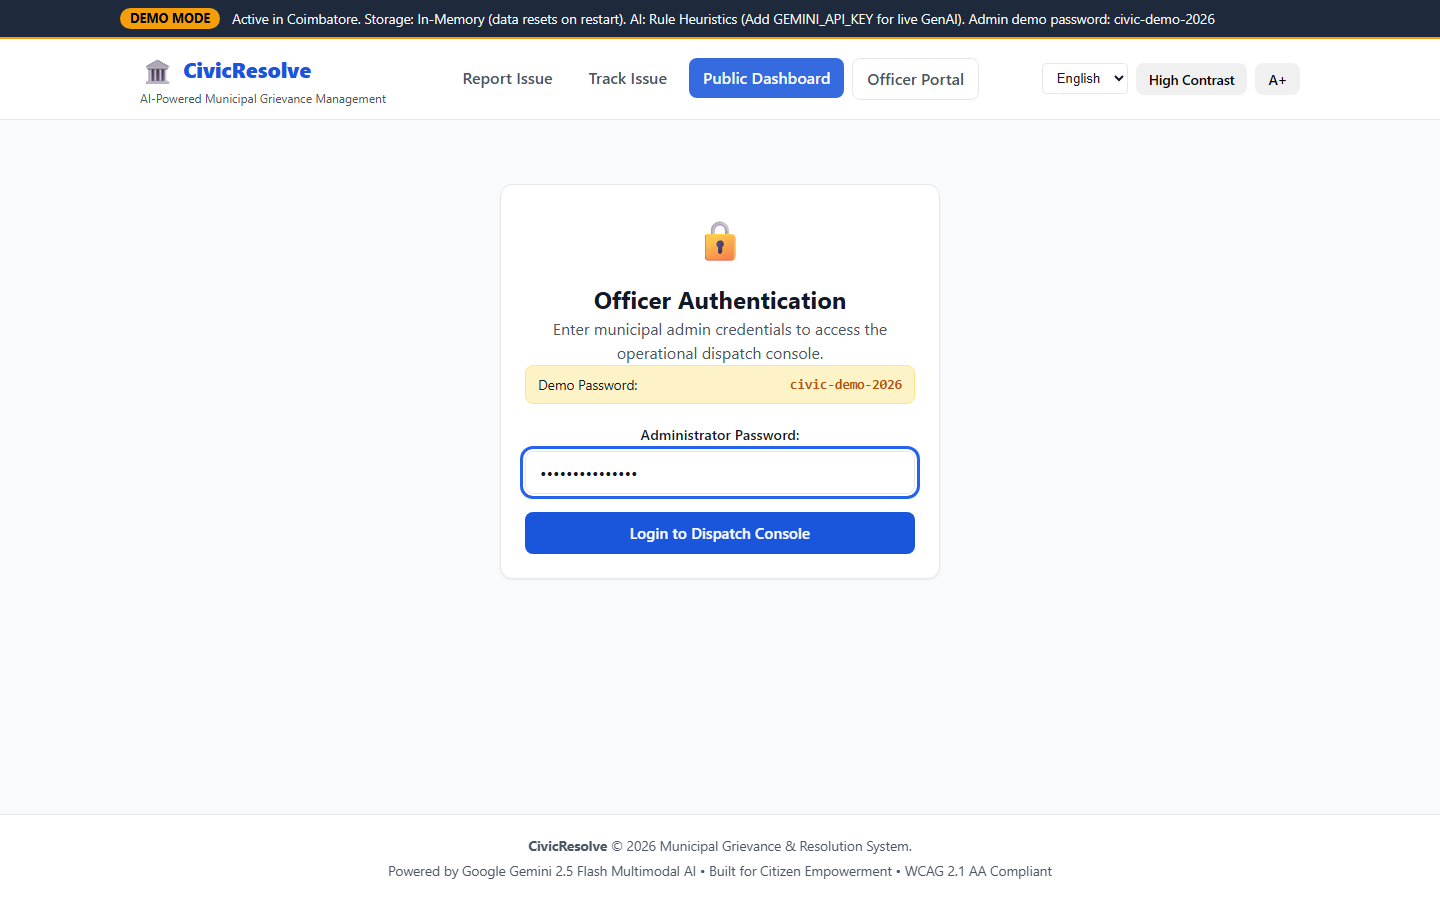 DEMO MODE Active in Coimbatore. Storage: In-Memory (data resets on restart). AI: Rule Heuristics (Add GEMINI_API_KEY for live GenAI). Admin demo password: civic-demo-2026
CivicResolve
AI-Powered Municipal Grievance Management
Report Issue Track Issue Public Dashboard Officer Portal English High Contrast A+
Officer Authentication
Enter municipal admin credentials to access the
operational dispatch console.
Demo Password: civic-demo-2026
Administrator Password:
•••••••••••••••
Login to Dispatch Console
CivicResolve © 2026 Municipal Grievance & Resolution System.
Powered by Google Gemini 2.5 Flash Multimodal AI • Built for Citizen Empowerment • WCAG 2.1 AA Compliant